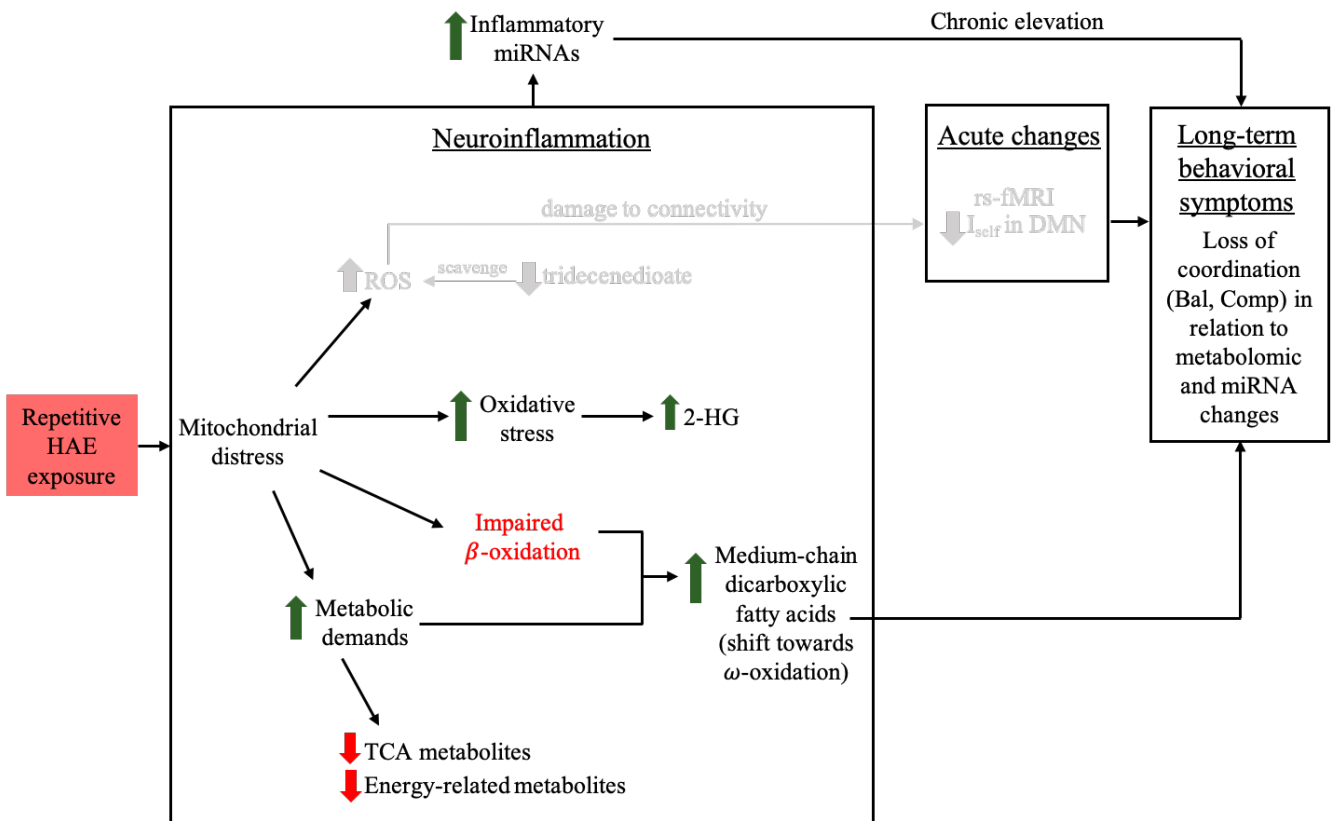 Inflammatory
miRNAs
Chronic elevation
Neuroinflammation
Acute changes
rs-fMRI
I_self in DMN
Long-term
behavioral
symptoms
Loss of
coordination
(Bal, Comp) in
relation to
metabolomic
and miRNA
changes
damage to connectivity
ROS
scavenge
tridecenedioate
Repetitive
HAE
exposure
Mitochondrial
distress
Oxidative
stress
2-HG
Impaired
β-oxidation
Medium-chain
dicarboxylic
fatty acids
(shift towards
ω-oxidation)
Metabolic
demands
TCA metabolites
Energy-related metabolites